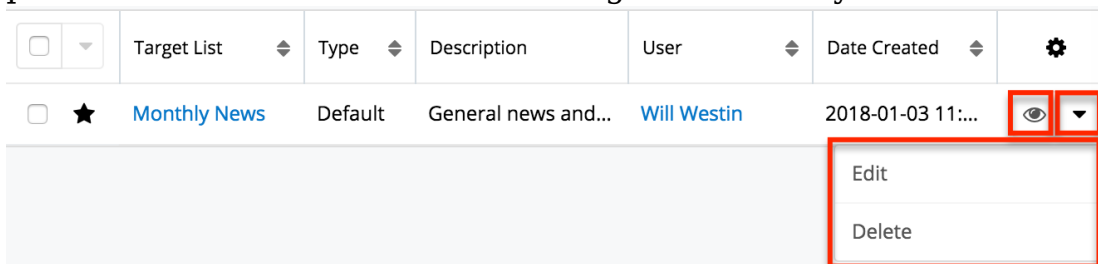 Target List Type Description User Date Created
Monthly News Default General news and... Will Westin 2018-01-03 11:...
Edit
Delete